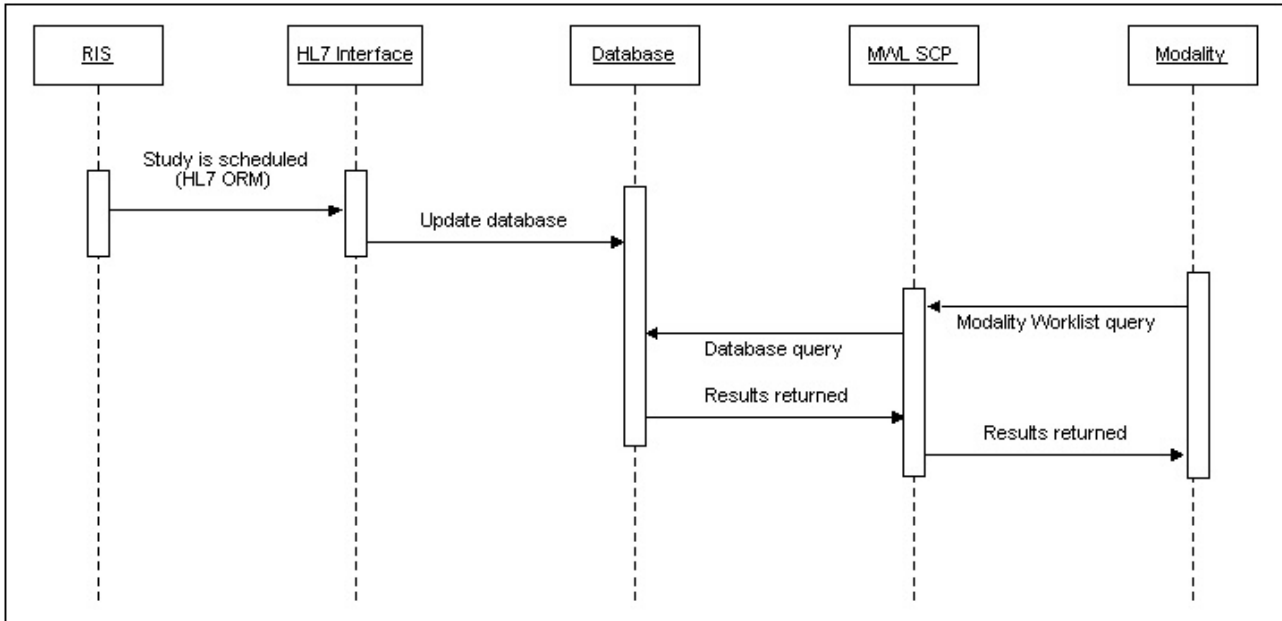 RIS
HL7 Interface
Database
MWL SCP
Modality
Study is scheduled
(HL7 ORM)
Update database
Modality Worklist query
Database query
Results returned
Results returned